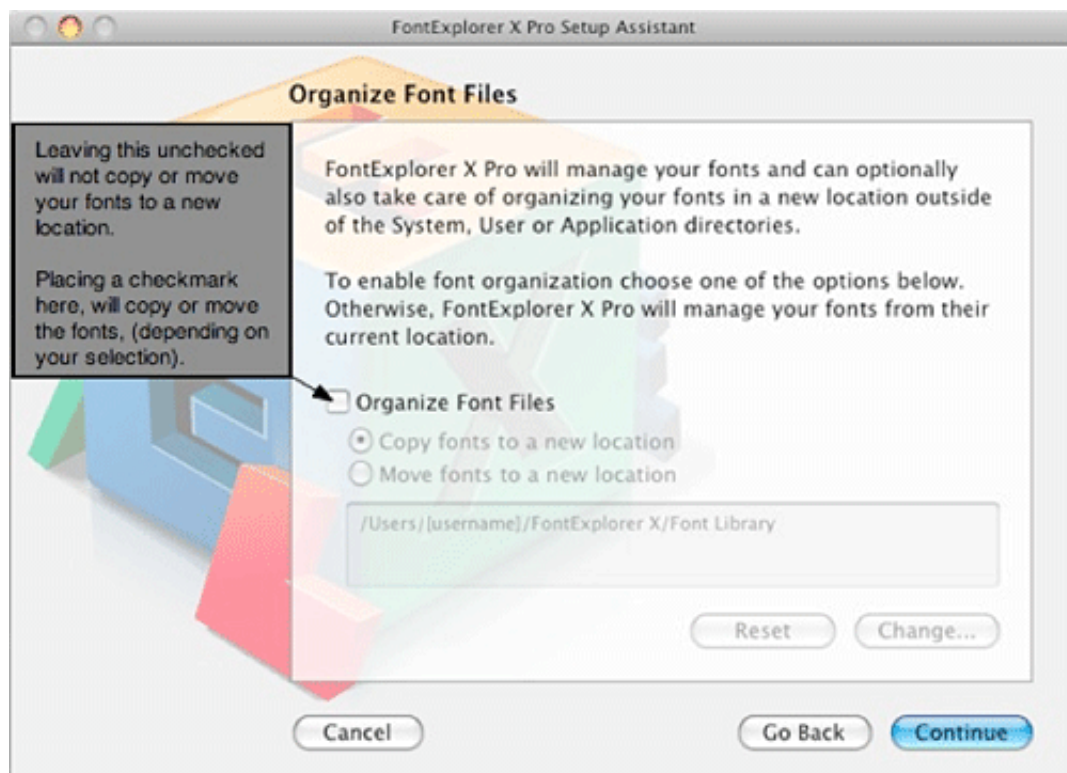 FontExplorer X Pro Setup Assistant
Organize Font Files
Leaving this unchecked
will not copy or move
your fonts to a new
location.
Placing a checkmark
here, will copy or move
the fonts, (depending on
your selection).
FontExplorer X Pro will manage your fonts and can optionally
also take care of organizing your fonts in a new location outside
of the System, User or Application directories.
To enable font organization choose one of the options below.
Otherwise, FontExplorer X Pro will manage your fonts from their
current location.
Organize Font Files
Copy fonts to a new location
Move fonts to a new location
/Users/[username]/FontExplorer X/Font Library
Reset
Change...
Cancel
Go Back
Continue